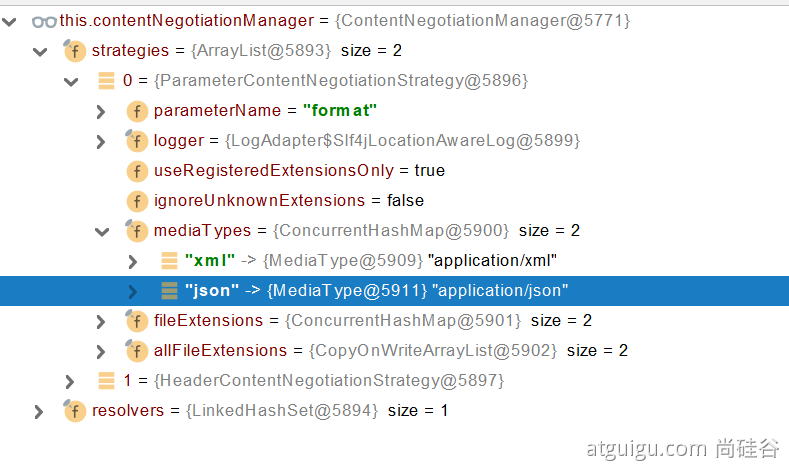 this.contentNegotiationManager = {ContentNegotiationManager@5771}
strategies = {ArrayList@5893} size = 2
0 = {ParameterContentNegotiationStrategy@5896}
f parameterName = "format"
f logger = {LogAdapter$Slf4jLocationAwareLog@5899}
f useRegisteredExtensionsOnly = true
f ignoreUnknownExtensions = false
f mediaTypes = {ConcurrentHashMap@5900} size = 2
"xml" -> {MediaType@5909} "application/xml"
"json" -> {MediaType@5911} "application/json"
f fileExtensions = {ConcurrentHashMap@5901} size = 2
f allFileExtensions = {CopyOnWriteArrayList@5902} size = 2
1 = {HeaderContentNegotiationStrategy@5897}
f resolvers = {LinkedHashSet@5894} size = 1
atguigu.com 尚硅谷